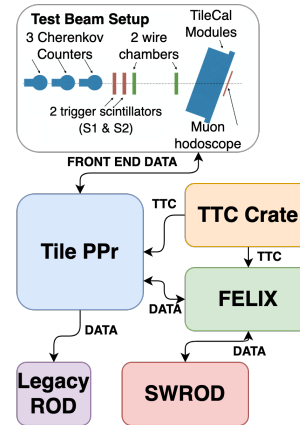 Test Beam Setup
TileCal
Modules
3 Cherenkov
Counters
2 wire
chambers
2 trigger scintillators
(S1 & S2)
Muon
hodoscope
FRONT END DATA
TTC
TTC Crate
Tile PPr
TTC
FELIX
DATA
DATA
DATA
Legacy
ROD
SWROD